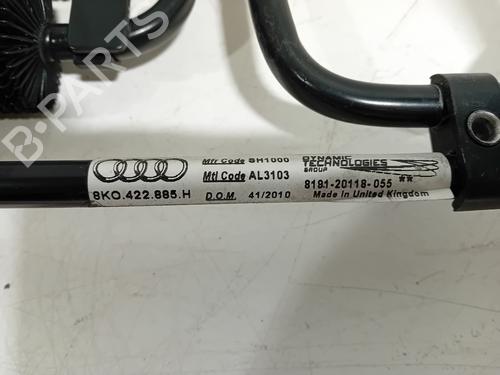 B-PARTS
8K0.422.885.H
Mtl Code SH1000
Mtl Code AL3103
D.O.M. 41/2010
DYNAMIC
TECHNOLOGIES
GROUP
8181-20118-055 **
Made in United Kingdom